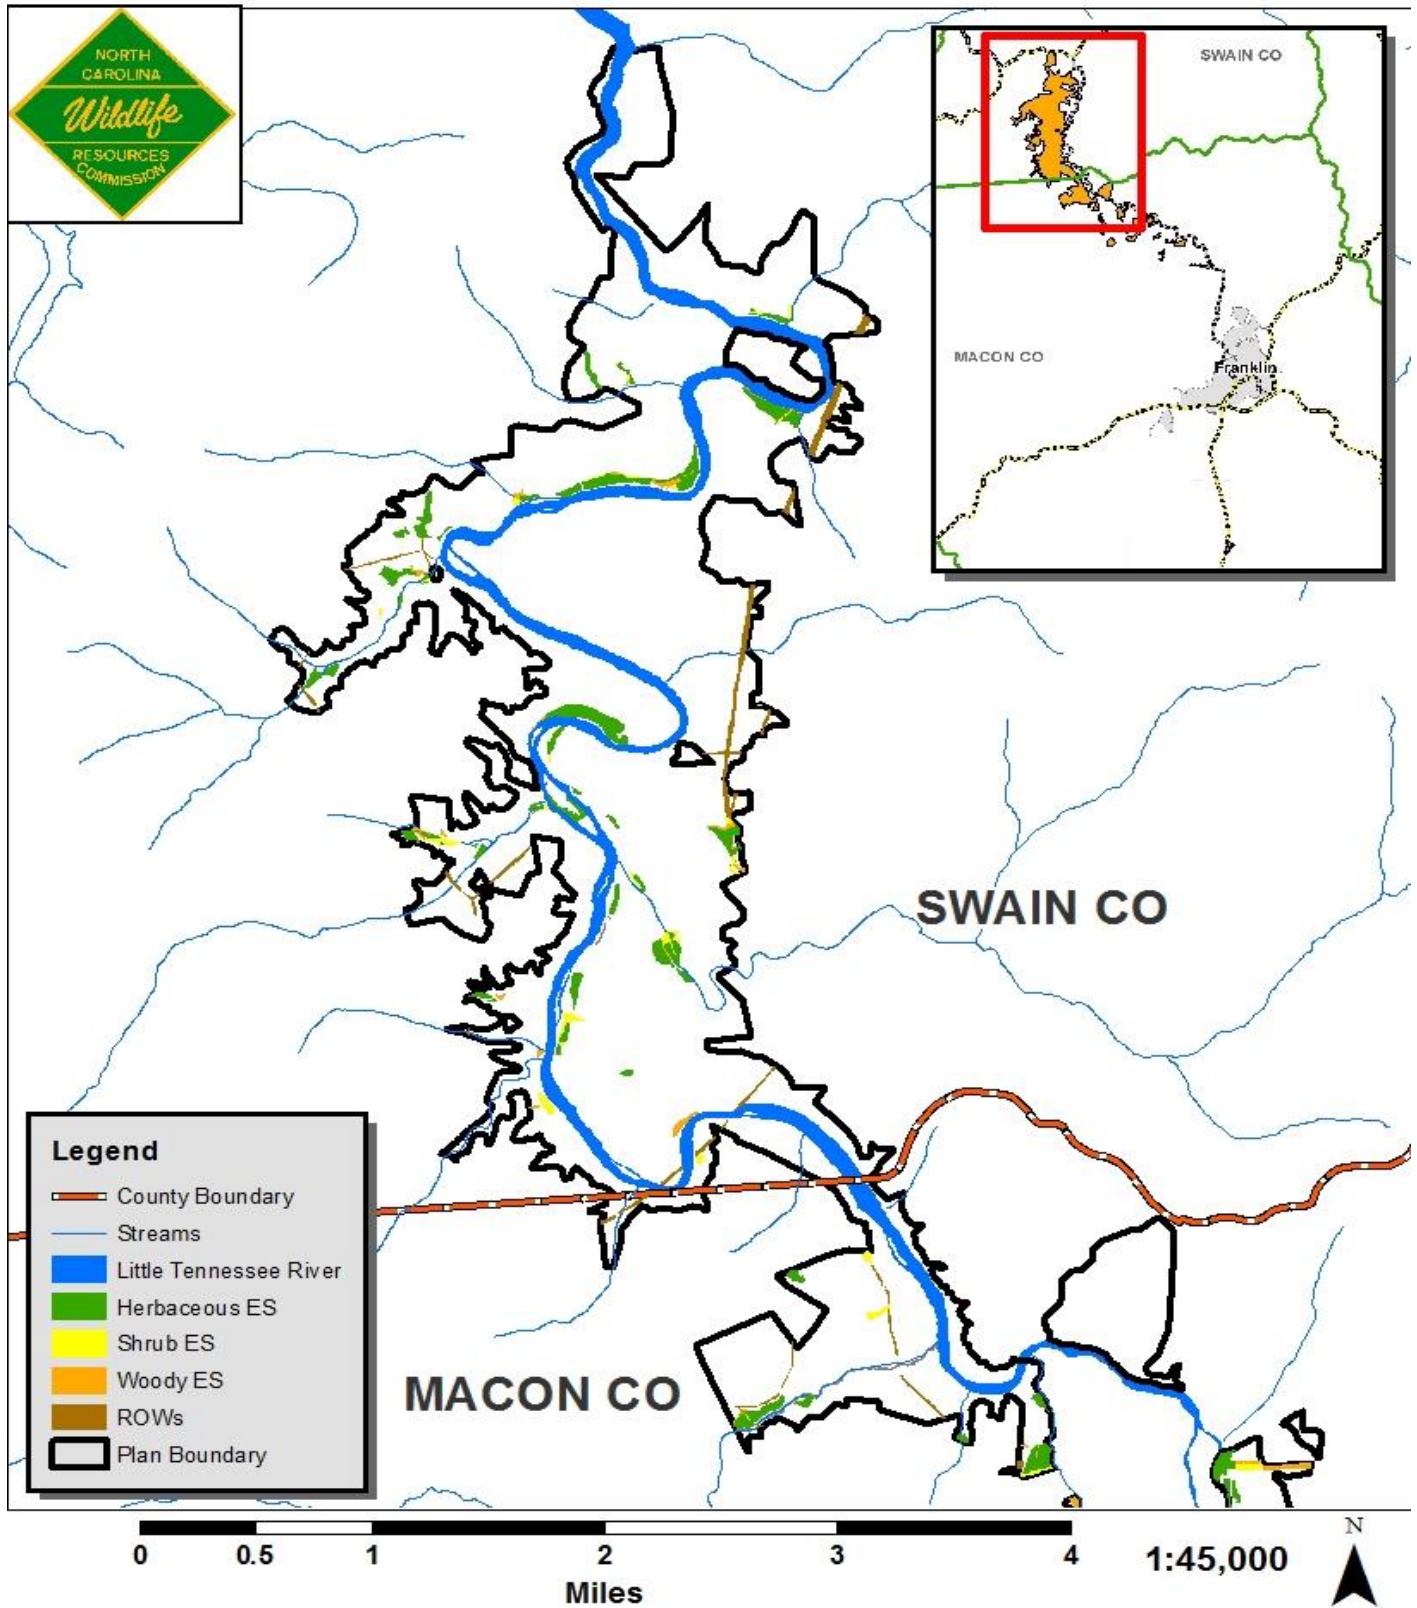 NORTH
CAROLINA
Wildlife
RESOURCES
COMMISSION
SWAIN CO
MACON CO
Franklin
SWAIN CO
MACON CO
Legend
County Boundary
Streams
Little Tennessee River
Herbaceous ES
Shrub ES
Woody ES
ROWs
Plan Boundary
0 0.5 1 2 3 4
Miles
1:45,000
N